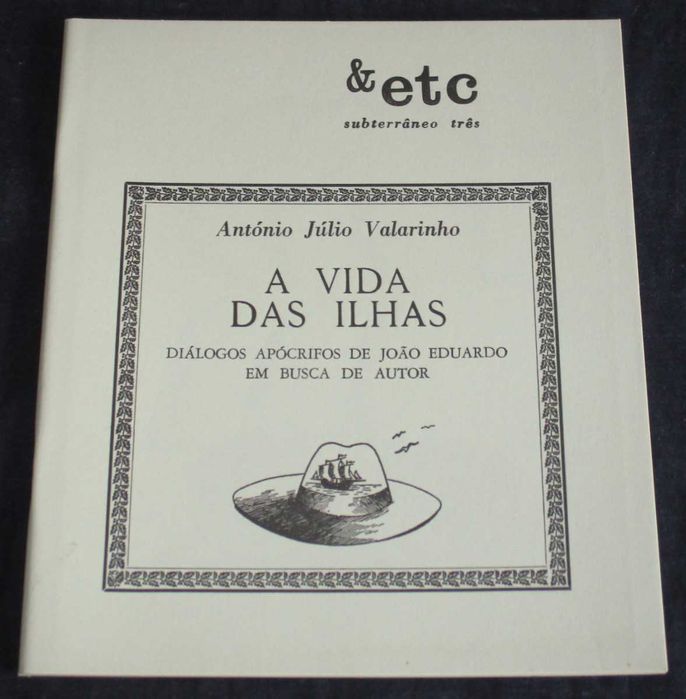 & etc
subterrâneo três
António Júlio Valarinho
A VIDA
DAS ILHAS
DIÁLOGOS APÓCRIFOS DE JOÃO EDUARDO
EM BUSCA DE AUTOR